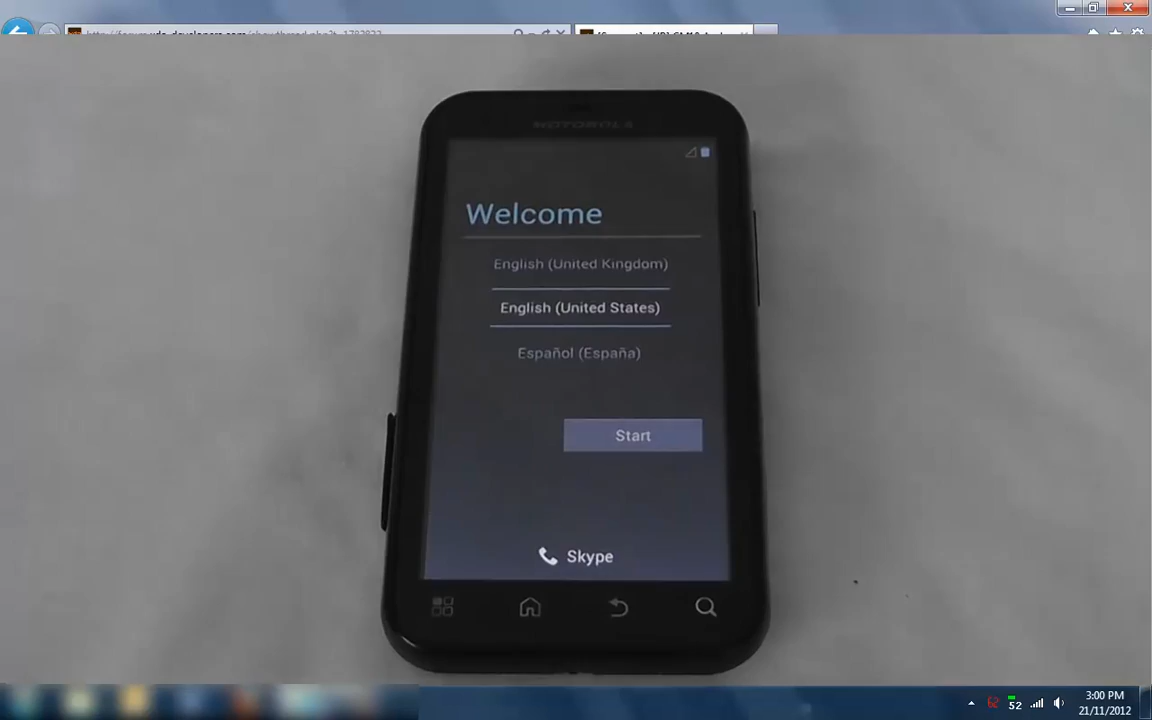 MOTOROLA
Welcome
English (United Kingdom)
English (United States)
Español (España)
Start
Skype
52
3:00 PM
21/11/2012